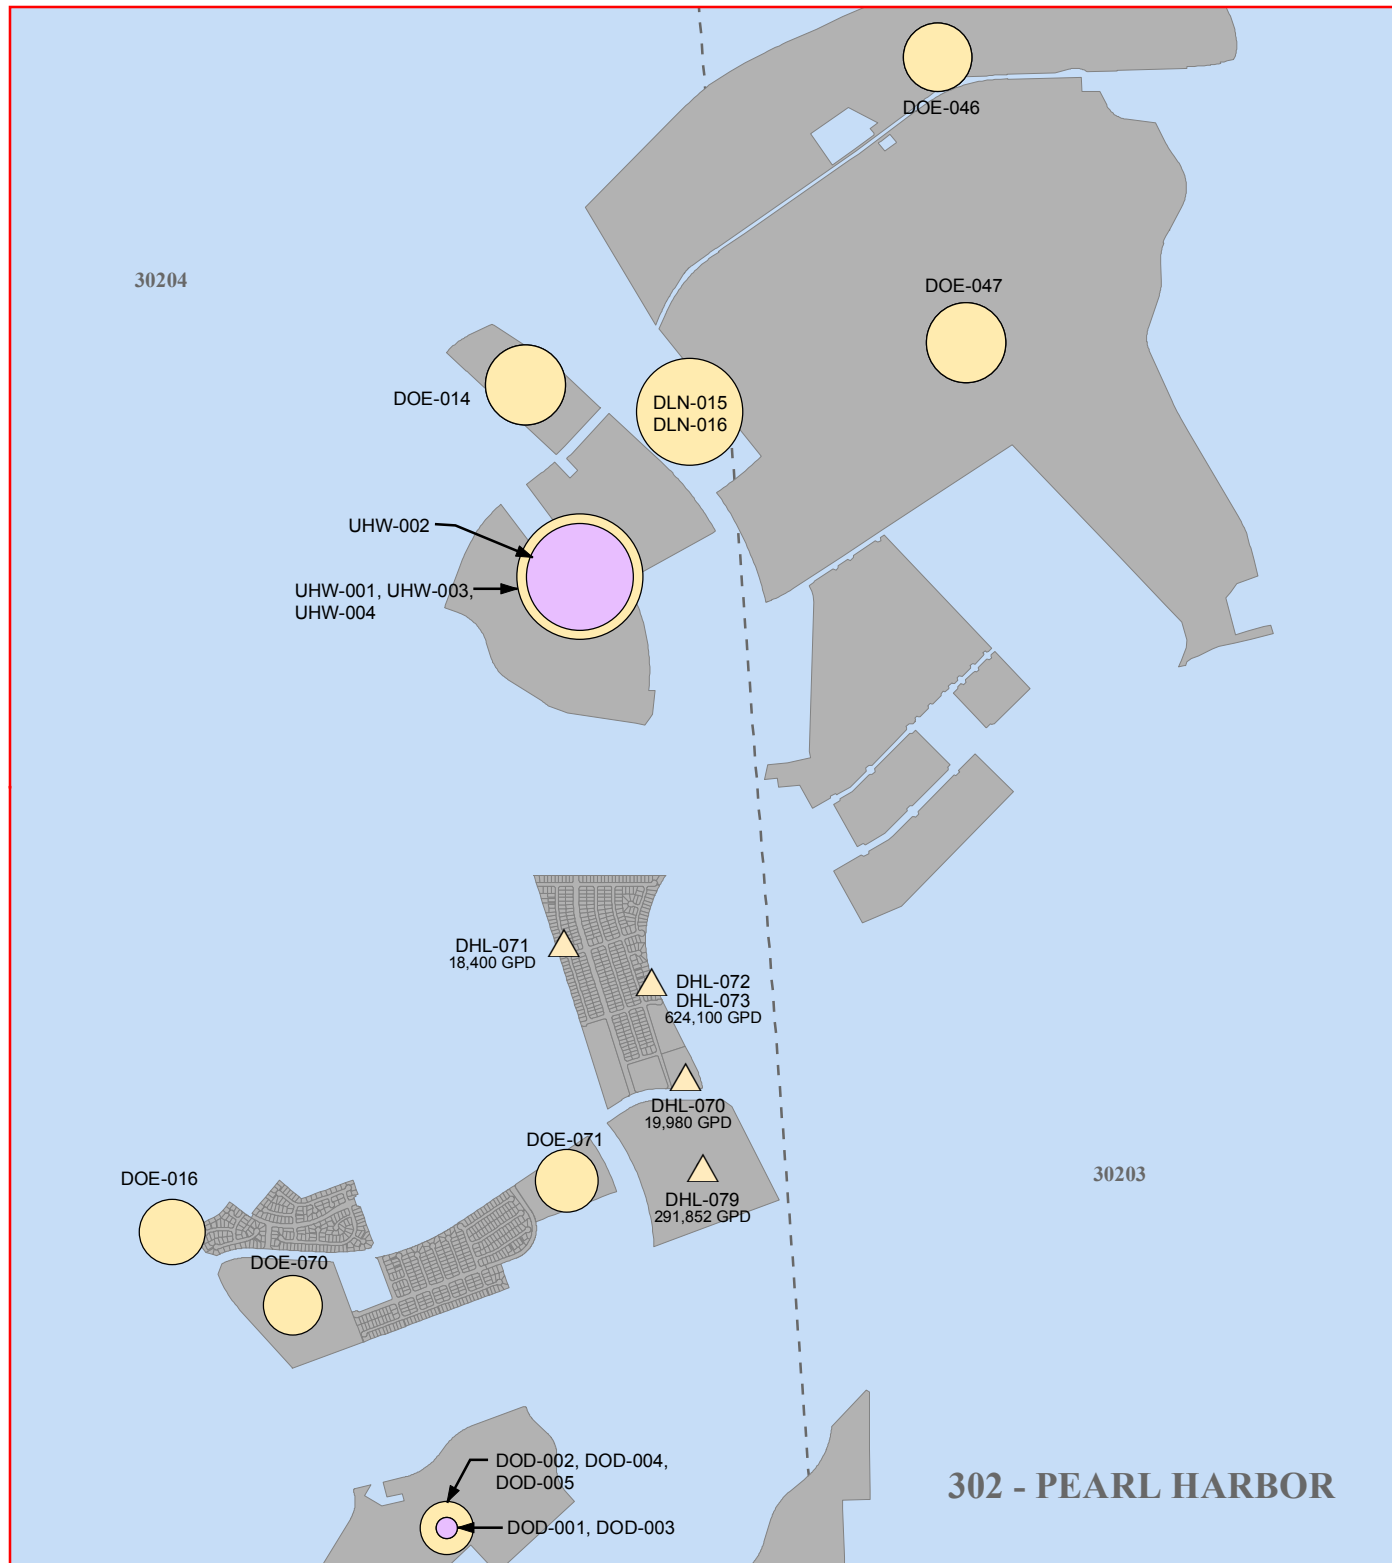 DOE-046
30204
DOE-047
DOE-014
DLN-015
DLN-016
UHW-002
UHW-001, UHW-003,
UHW-004
DHL-071
18,400 GPD
DHL-072
DHL-073
624,100 GPD
DHL-070
19,980 GPD
DOE-071
30203
DOE-016
DHL-079
291,852 GPD
DOE-070
DOD-002, DOD-004,
DOD-005
302 - PEARL HARBOR
DOD-001, DOD-003